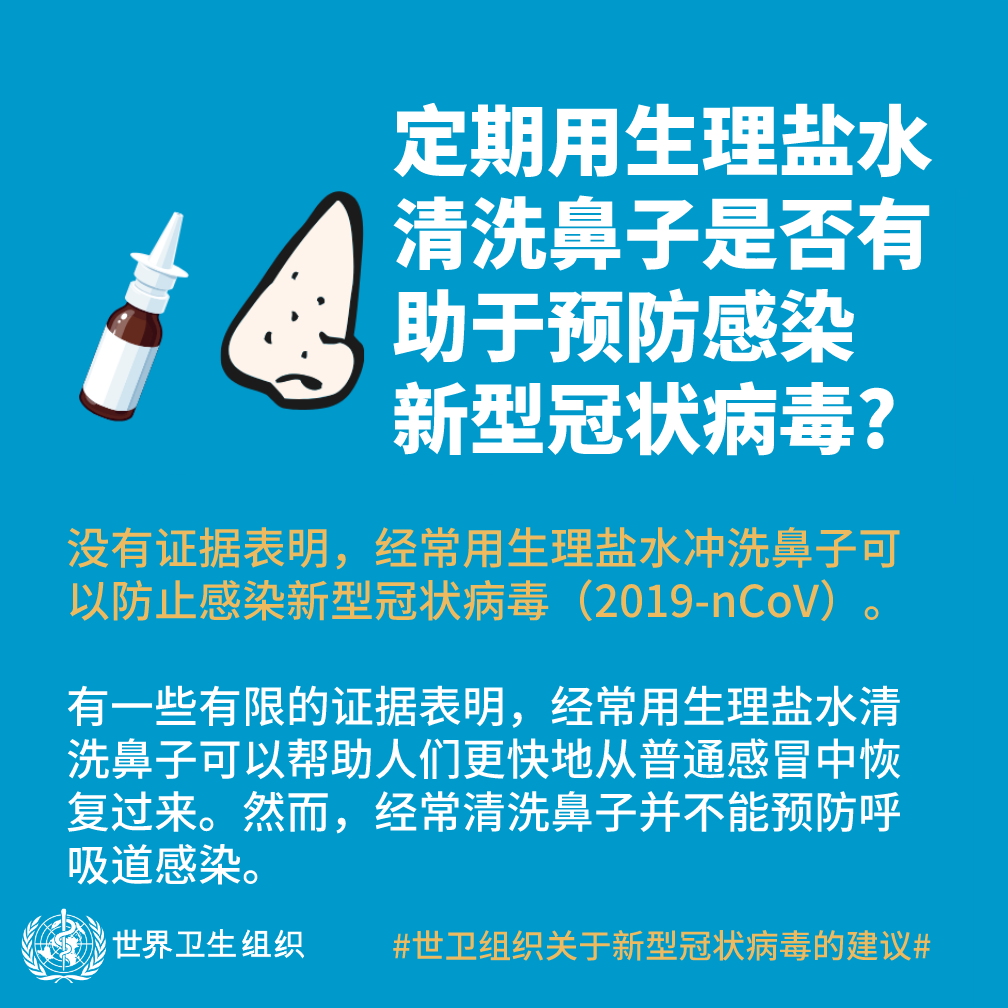 定期用生理盐水
清洗鼻子是否有
助于预防感染
新型冠状病毒?
没有证据表明，经常用生理盐水冲洗鼻子可
以防止感染新型冠状病毒（2019-nCoV）。
有一些有限的证据表明，经常用生理盐水清
洗鼻子可以帮助人们更快地从普通感冒中恢
复过来。然而，经常清洗鼻子并不能预防呼
吸道感染。
世界卫生组织
#世卫组织关于新型冠状病毒的建议#